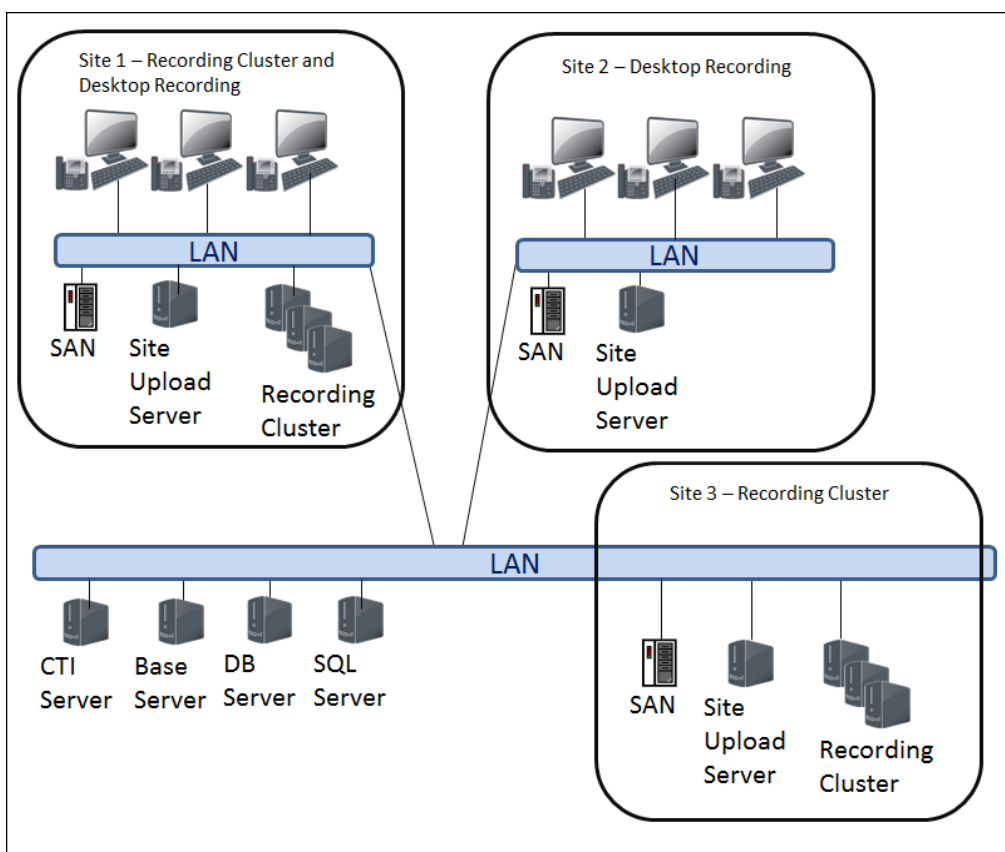 Site 1 – Recording Cluster and
Desktop Recording
LAN
SAN
Site
Upload
Server
Recording
Cluster
Site 2 – Desktop Recording
LAN
SAN
Site
Upload
Server
Site 3 – Recording Cluster
LAN
CTI
Server
Base
Server
DB
Server
SQL
Server
SAN
Site
Upload
Server
Recording
Cluster